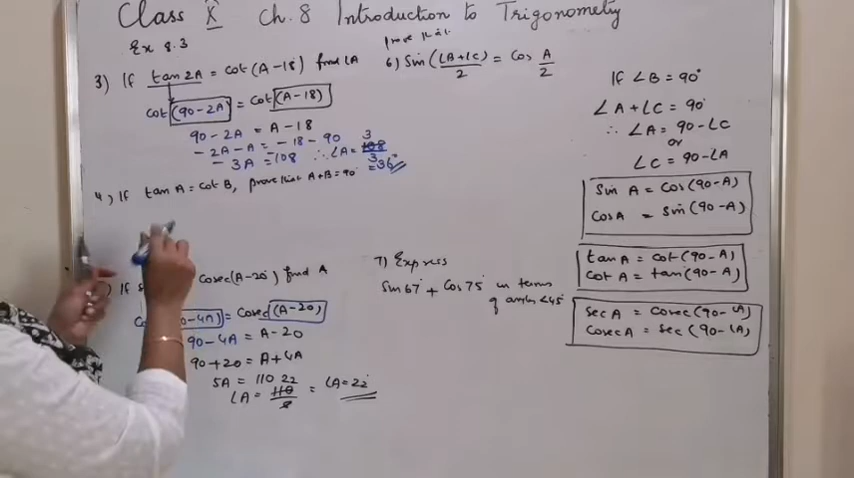 Class X Ch.8 Introduction to Trigonometry
Ex 8.3
3) If tan 2A = cot (A-18°) find ∠A
cot (90-2A) = cot (A-18)
90-2A = A-18
-2A-A = -18-90
-3A = 108 ∴ ∠A = 108
3
3
= 36°
4) If tan A = cot B, prove that A+B = 90°
) If s cosec(A-20°) find A
= cosec (A-20)
90-4A = A-20
90+20 = A+4A
5A = 110 22
∠A = 110 = ∠A = 22°
5
prove that
6) Sin (∠A+∠C) = Cos A
2 2
7) Express
Sin 67° + Cos 75° in terms
of angles <45°
If ∠B = 90°
∠A + ∠C = 90°
∴ ∠A = 90-∠C
or
∠C = 90-∠A
Sin A = Cos (90-A)
Cos A = Sin (90-A)
tan A = cot (90-A)
cot A = tan (90-A)
sec A = cosec (90-∠A)
cosec A = sec (90-∠A)